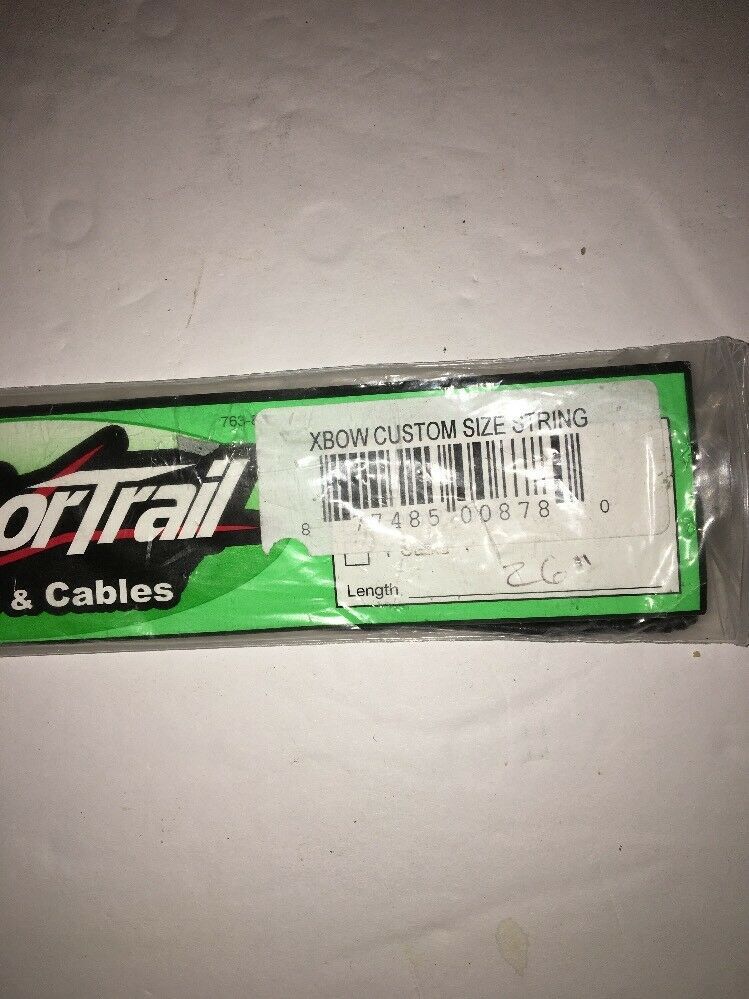 763-
XBOW CUSTOM SIZE STRING
8 77485 00878 0
orTrail
& Cables
26"
Length